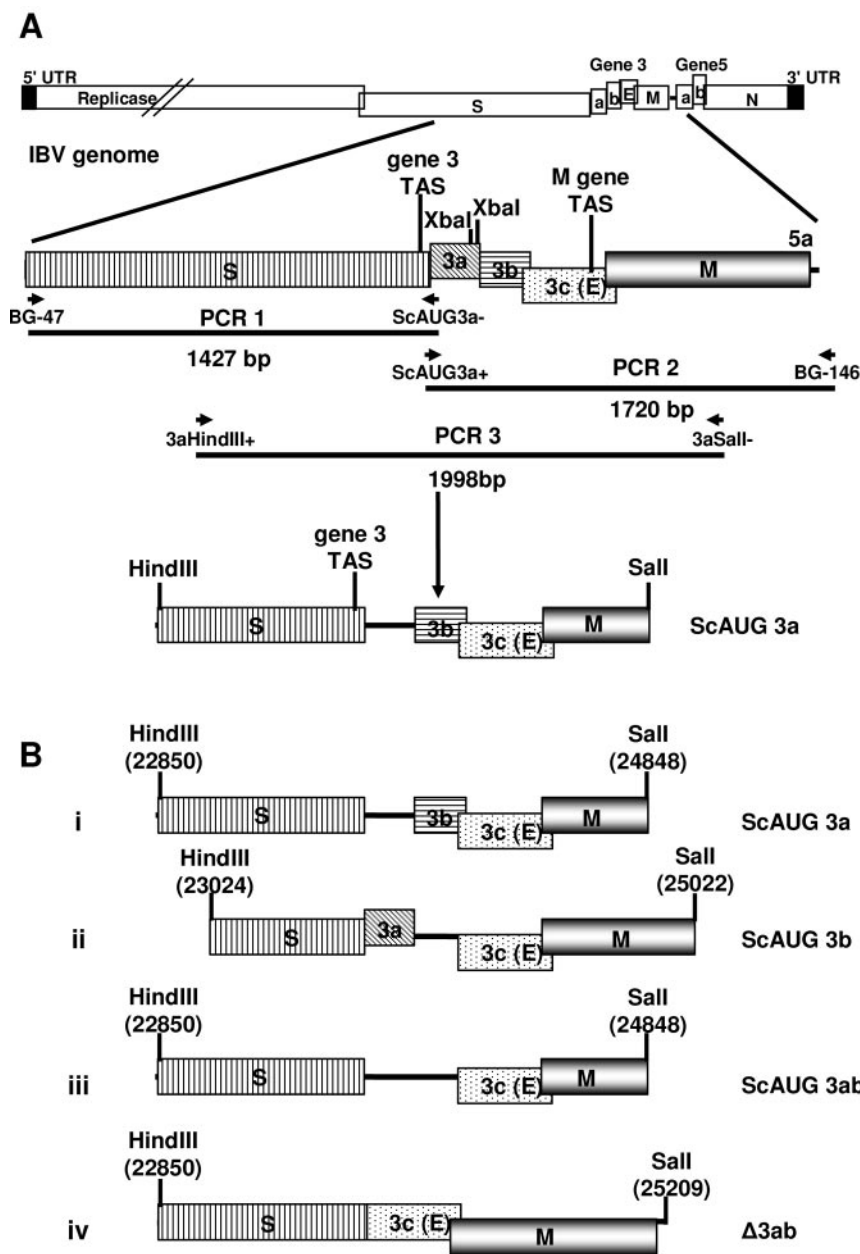 A
5' UTR
Replicase
S
Gene 3
a
b
E
M
Gene5
a
b
N
3' UTR
IBV genome
gene 3
TAS
XbaI
XbaI
M gene
TAS
S
3a
3b
3c (E)
M
5a
BG-47
PCR 1
ScAUG3a-
1427 bp
ScAUG3a+
PCR 2
BG-146
1720 bp
3aHindIII+
PCR 3
3aSalI-
1998bp
HindIII
gene 3
TAS
SalI
S
3b
3c (E)
M
ScAUG 3a
B
HindIII
(22850)
SalI
(24848)
i
S
3b
3c (E)
M
ScAUG 3a
HindIII
(23024)
SalI
(25022)
ii
S
3a
3c (E)
M
ScAUG 3b
HindIII
(22850)
SalI
(24848)
iii
S
3c (E)
M
ScAUG 3ab
HindIII
(22850)
SalI
(25209)
iv
S
3c (E)
M
Δ3ab